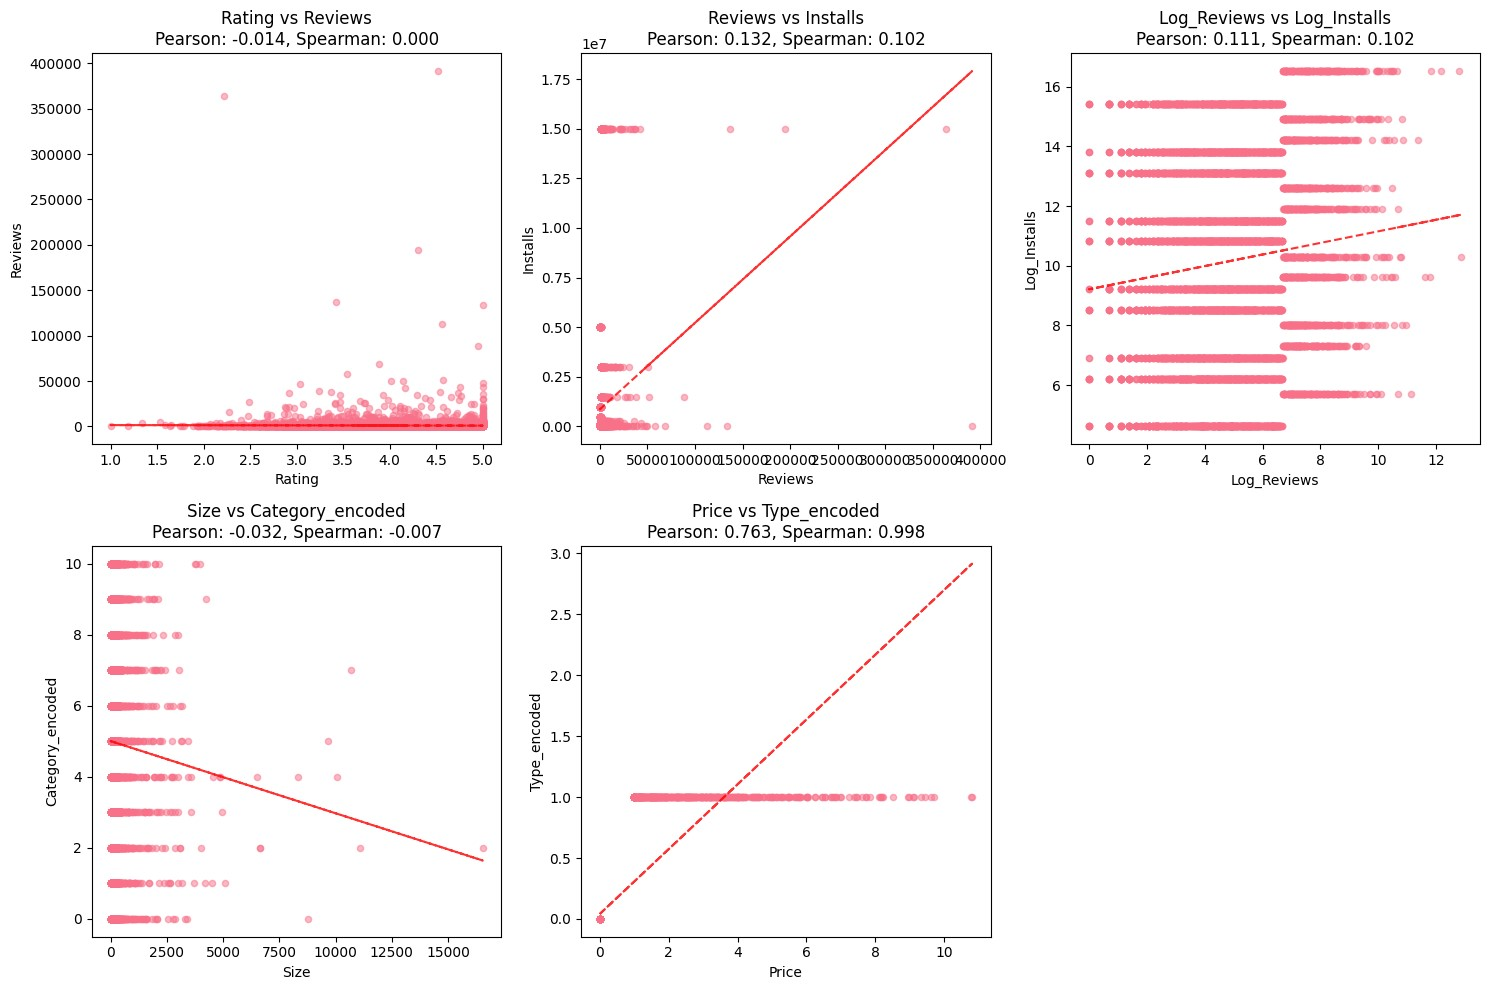 Rating vs Reviews
Pearson: -0.014, Spearman: 0.000
400000
350000
300000
250000
200000
150000
100000
50000
0
Reviews
1.0 1.5 2.0 2.5 3.0 3.5 4.0 4.5 5.0
Rating
Reviews vs Installs
Pearson: 0.132, Spearman: 0.102
1e7
1.75
1.50
1.25
1.00
0.75
0.50
0.25
0.00
Installs
0 50000 100000 150000 200000 250000 300000 350000 400000
Reviews
Log_Reviews vs Log_Installs
Pearson: 0.111, Spearman: 0.102
16
14
12
10
8
6
Log_Installs
0 2 4 6 8 10 12
Log_Reviews
Size vs Category_encoded
Pearson: -0.032, Spearman: -0.007
10
8
6
4
2
0
Category_encoded
0 2500 5000 7500 10000 12500 15000
Size
Price vs Type_encoded
Pearson: 0.763, Spearman: 0.998
3.0
2.5
2.0
1.5
1.0
0.5
0.0
Type_encoded
0 2 4 6 8 10
Price